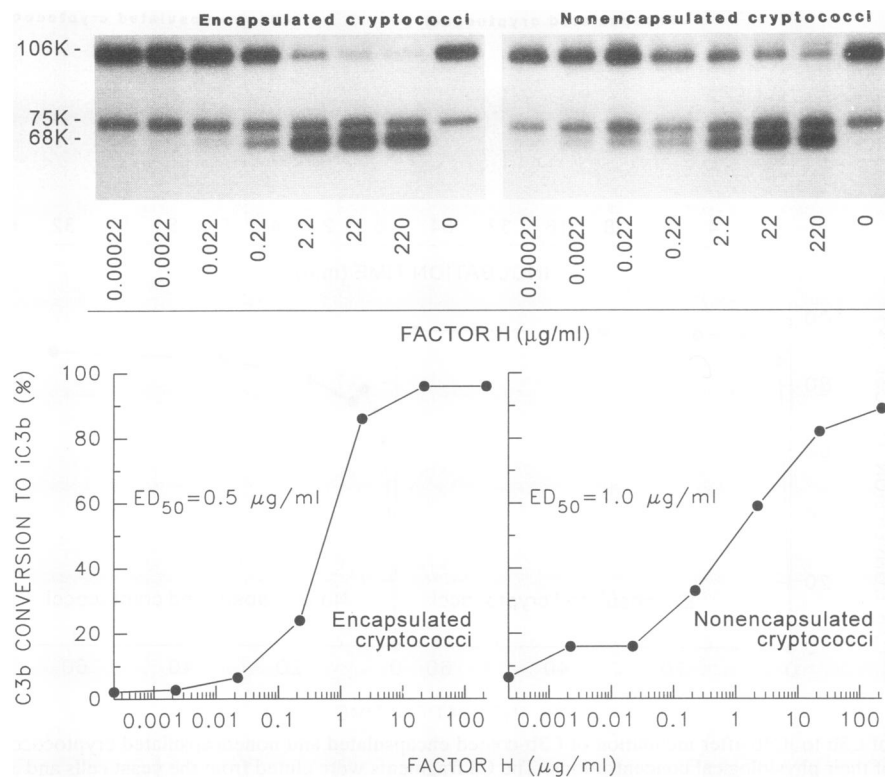 Encapsulated cryptococci Nonencapsulated cryptococci
106K -
75K -
68K -
0.00022 0.0022 0.022 0.22 2.2 22 220 0 0.00022 0.0022 0.022 0.22 2.2 22 220 0
FACTOR H (μg/ml)
C3b CONVERSION TO iC3b (%)
100
80
60
40
20
0
ED50=0.5 μg/ml
Encapsulated
cryptococci
ED50=1.0 μg/ml
Nonencapsulated
cryptococci
0.001 0.01 0.1 1 10 100 0.001 0.01 0.1 1 10 100
FACTOR H (μg/ml)